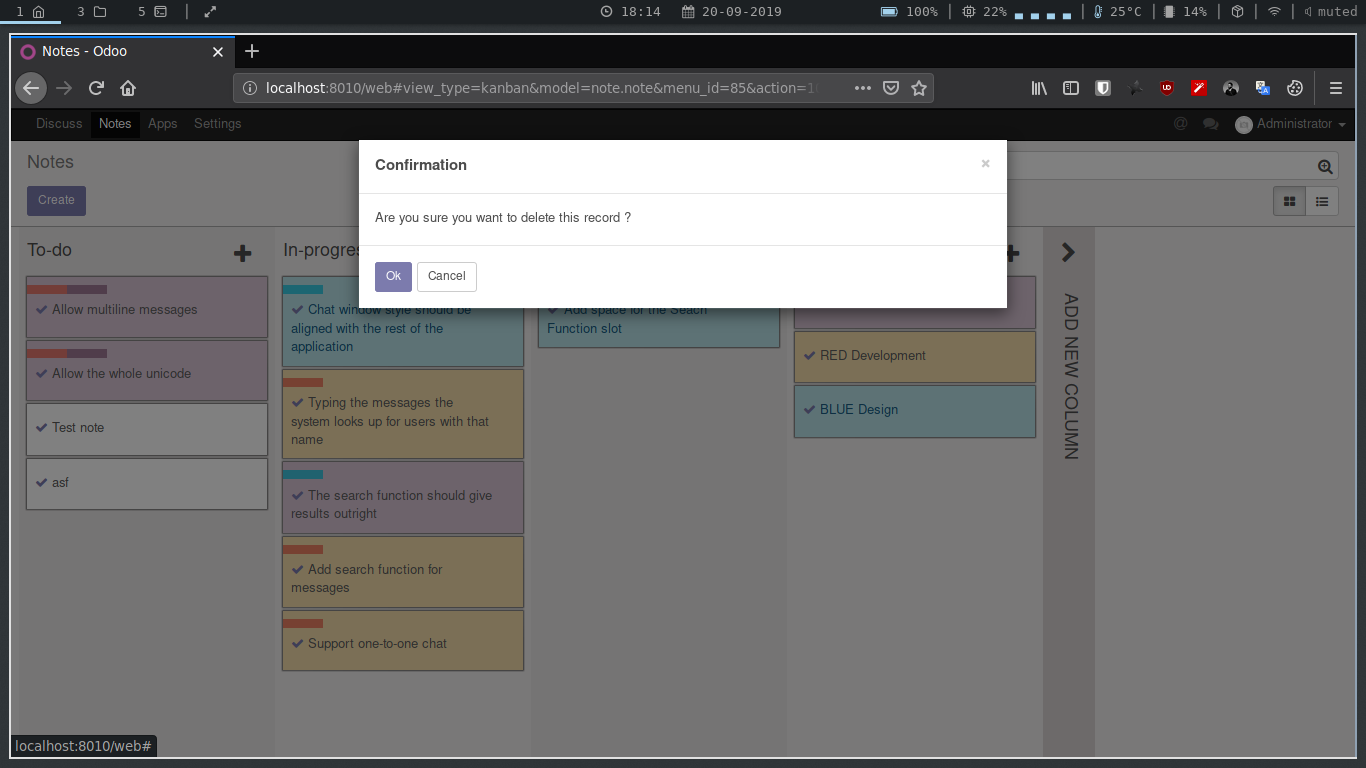 1 3 5 18:14 20-09-2019 100% 22% 25°C 14% muted
Notes - Odoo
localhost:8010/web#view_type=kanban&model=note.note&menu_id=85&action=1
Discuss Notes Apps Settings @ Administrator
Notes
Create
Confirmation ×
Are you sure you want to delete this record ?
Ok Cancel
To-do
Allow multiline messages
Allow the whole unicode
Test note
asf
In-progres
Chat window style should be
aligned with the rest of the
application
Typing the messages the
system looks up for users with that
name
The search function should give
results outright
Add search function for
messages
Support one-to-one chat
Add space for the Seach
Function slot
RED Development
BLUE Design
ADD NEW COLUMN
localhost:8010/web#